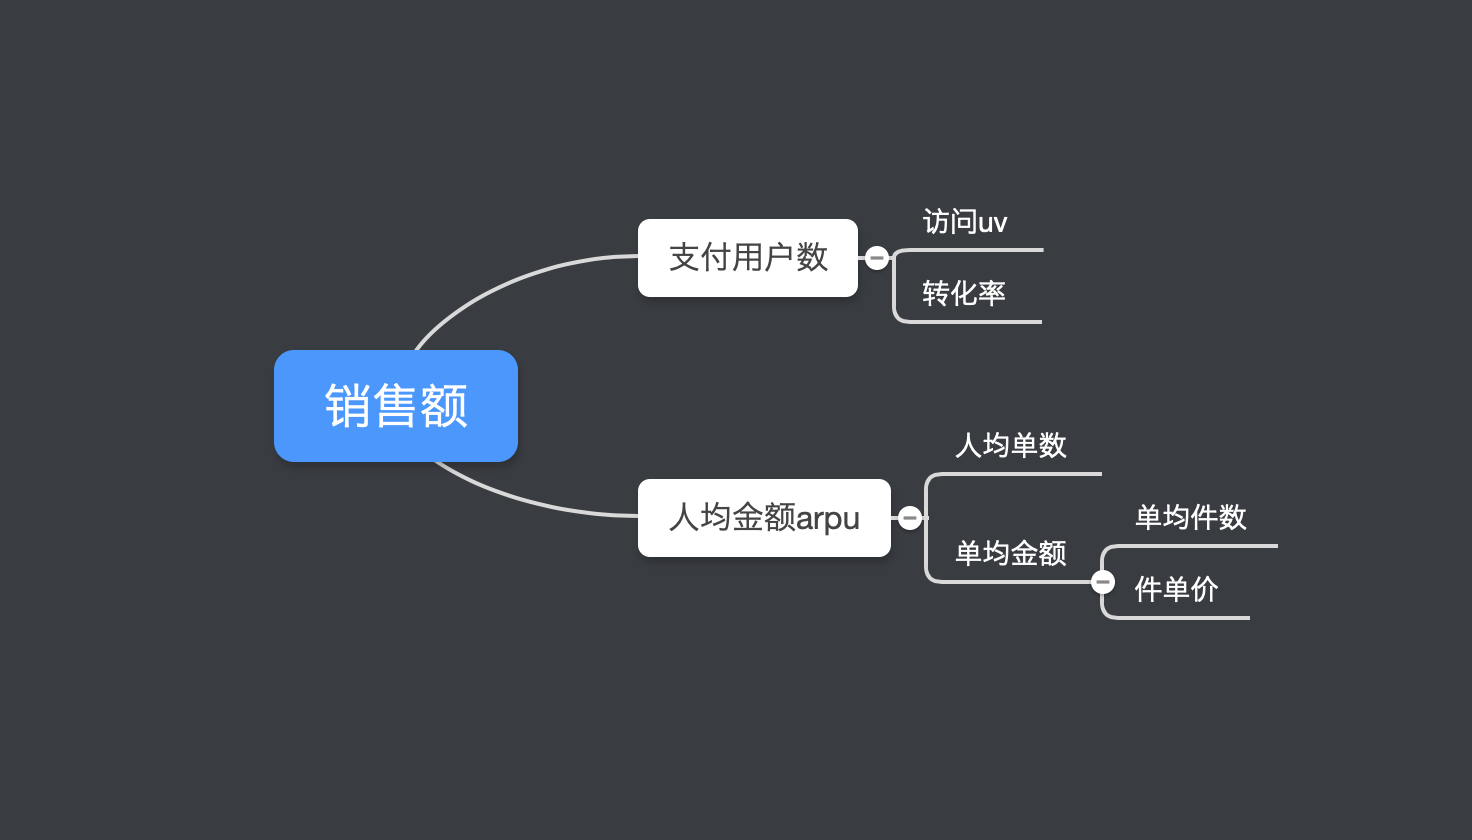 销售额
支付用户数
访问uv
转化率
人均金额arpu
人均单数
单均金额
单均件数
件单价